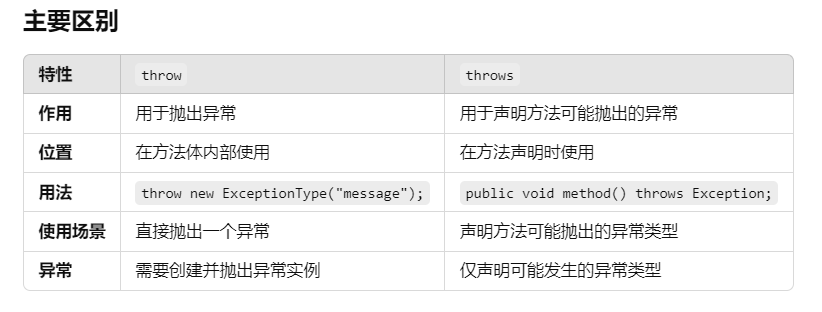 主要区别
特性 throw throws
作用 用于抛出异常 用于声明方法可能抛出的异常
位置 在方法体内部使用 在方法声明时使用
用法 throw new ExceptionType("message"); public void method() throws Exception;
使用场景 直接抛出一个异常 声明方法可能抛出的异常类型
异常 需要创建并抛出异常实例 仅声明可能发生的异常类型